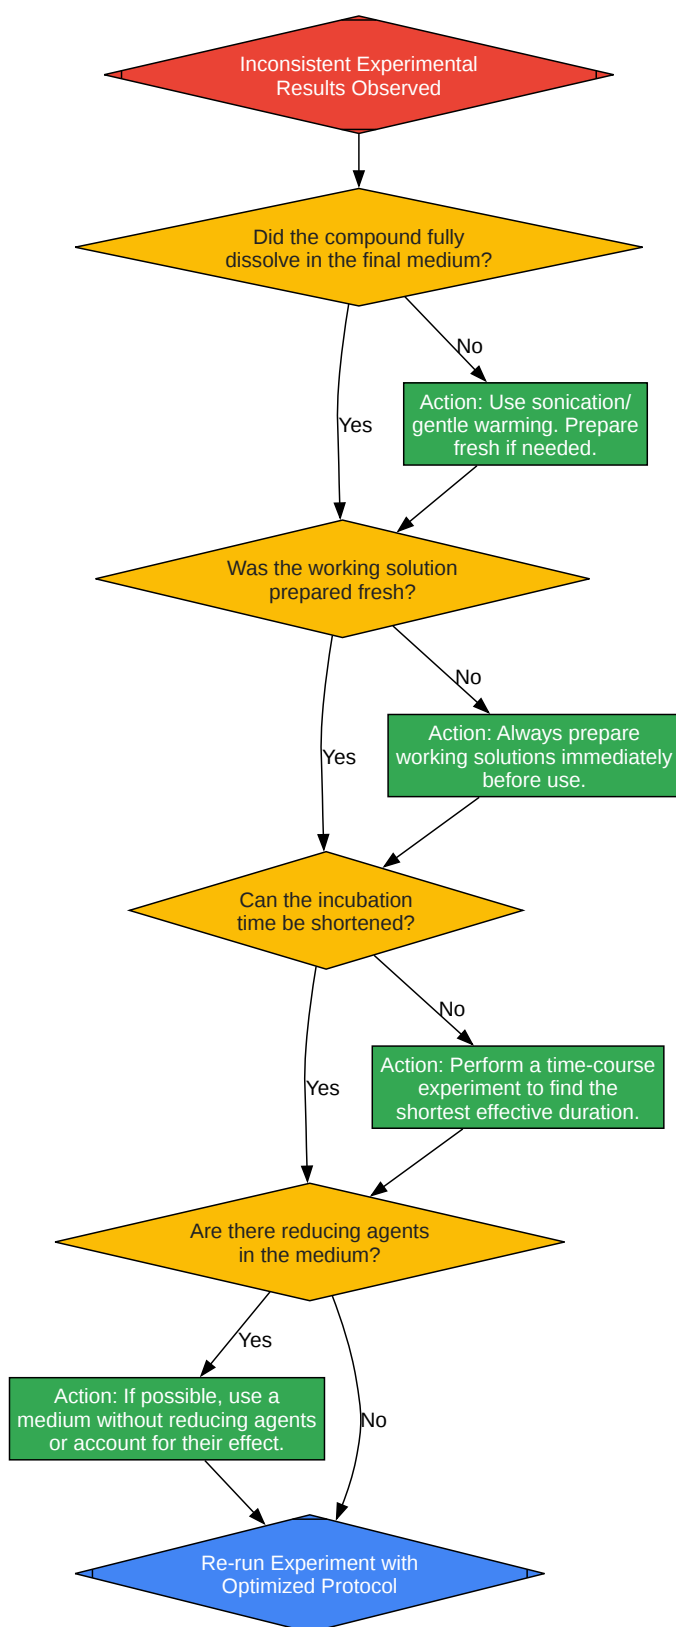 Inconsistent Experimental
Results Observed
Did the compound fully
dissolve in the final medium?
No
Action: Use sonication/
gentle warming. Prepare
fresh if needed.
Yes
Was the working solution
prepared fresh?
No
Action: Always prepare
working solutions immediately
before use.
Yes
Can the incubation
time be shortened?
No
Action: Perform a time-course
experiment to find the
shortest effective duration.
Yes
Are there reducing agents
in the medium?
Yes
Action: If possible, use a
medium without reducing agents
or account for their effect.
No
Re-run Experiment with
Optimized Protocol